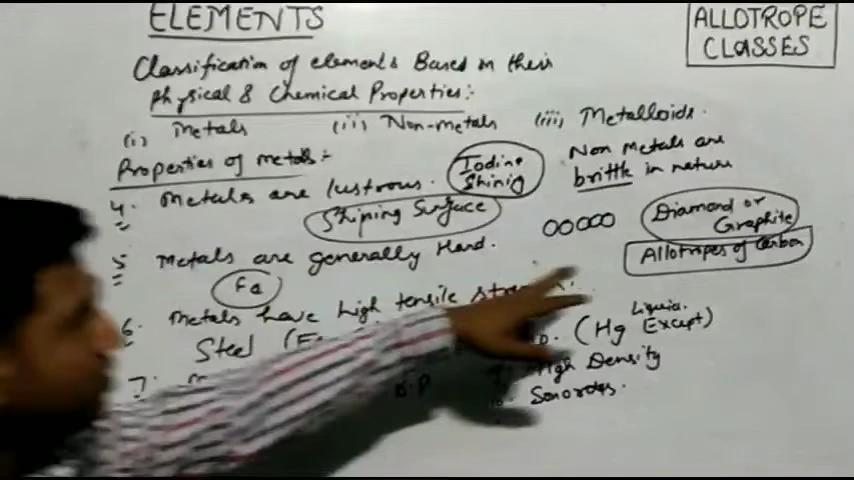 ELEMENTS
ALLOTROPE
CLASSES
Classification of elements Based on their
Physical & Chemical Properties:-
(i) Metals (ii) Non-metals (iii) Metalloids.
Properties of metals:-
4. Metals are lustrous.
Iodine
Shinig
Non Metals are
brittle in nature
Shining Surface
Diamond or
Graphite
Allotropes of Carbon
5. Metals are generally Hard.
Fe
6. Metals have high tensile
Steel
(Hg Except)
Liquid.
7.
B.P
High Density
10. Sonorous.